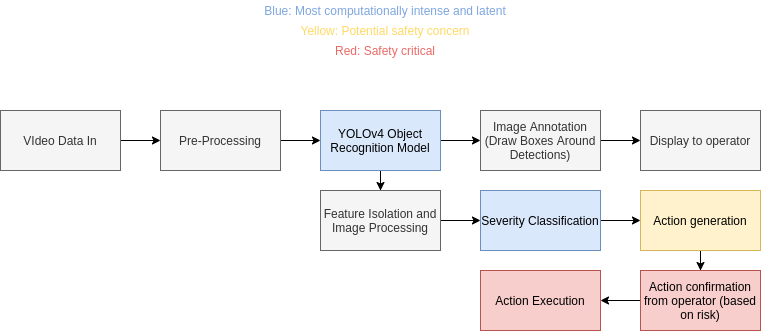 Blue: Most computationally intense and latent
Yellow: Potential safety concern
Red: Safety critical
VIdeo Data In
Pre-Processing
YOLOv4 Object
Recognition Model
Image Annotation
(Draw Boxes Around
Detections)
Display to operator
Feature Isolation and
Image Processing
Severity Classification
Action generation
Action Execution
Action confirmation
from operator (based
on risk)